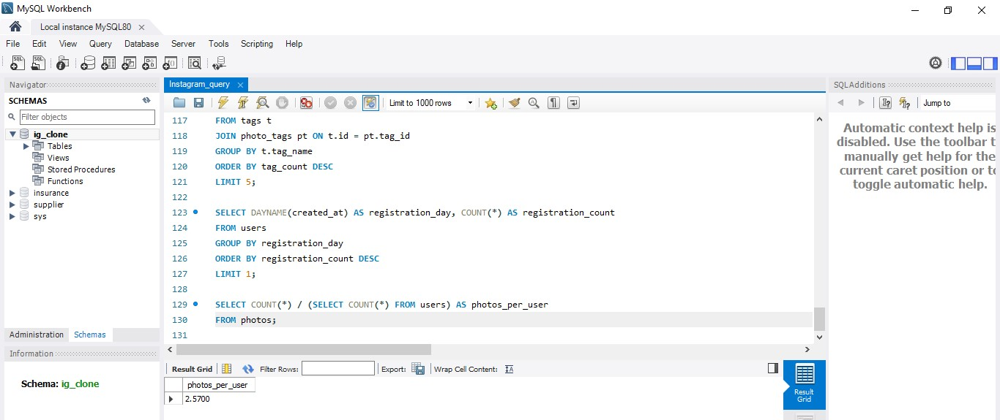 MySQL Workbench
Local instance MySQL80
File Edit View Query Database Server Tools Scripting Help
Navigator
SCHEMAS
Filter objects
ig_clone
Tables
Views
Stored Procedures
Functions
insurance
supplier
sys
Administration Schemas
Information
Schema: ig_clone
Instagram_query
Limit to 1000 rows
117 FROM tags t
118 JOIN photo_tags pt ON t.id = pt.tag_id
119 GROUP BY t.tag_name
120 ORDER BY tag_count DESC
121 LIMIT 5;
122
123 SELECT DAYNAME(created_at) AS registration_day, COUNT(*) AS registration_count
124 FROM users
125 GROUP BY registration_day
126 ORDER BY registration_count DESC
127 LIMIT 1;
128
129 SELECT COUNT(*) / (SELECT COUNT(*) FROM users) AS photos_per_user
130 FROM photos;
131
Result Grid Filter Rows: Export: Wrap Cell Content:
photos_per_user
2.5700
Result
Grid
SQLAdditions
Jump to
Automatic context help is
disabled. Use the toolbar t
manually get help for the
current caret position or to
toggle automatic help.